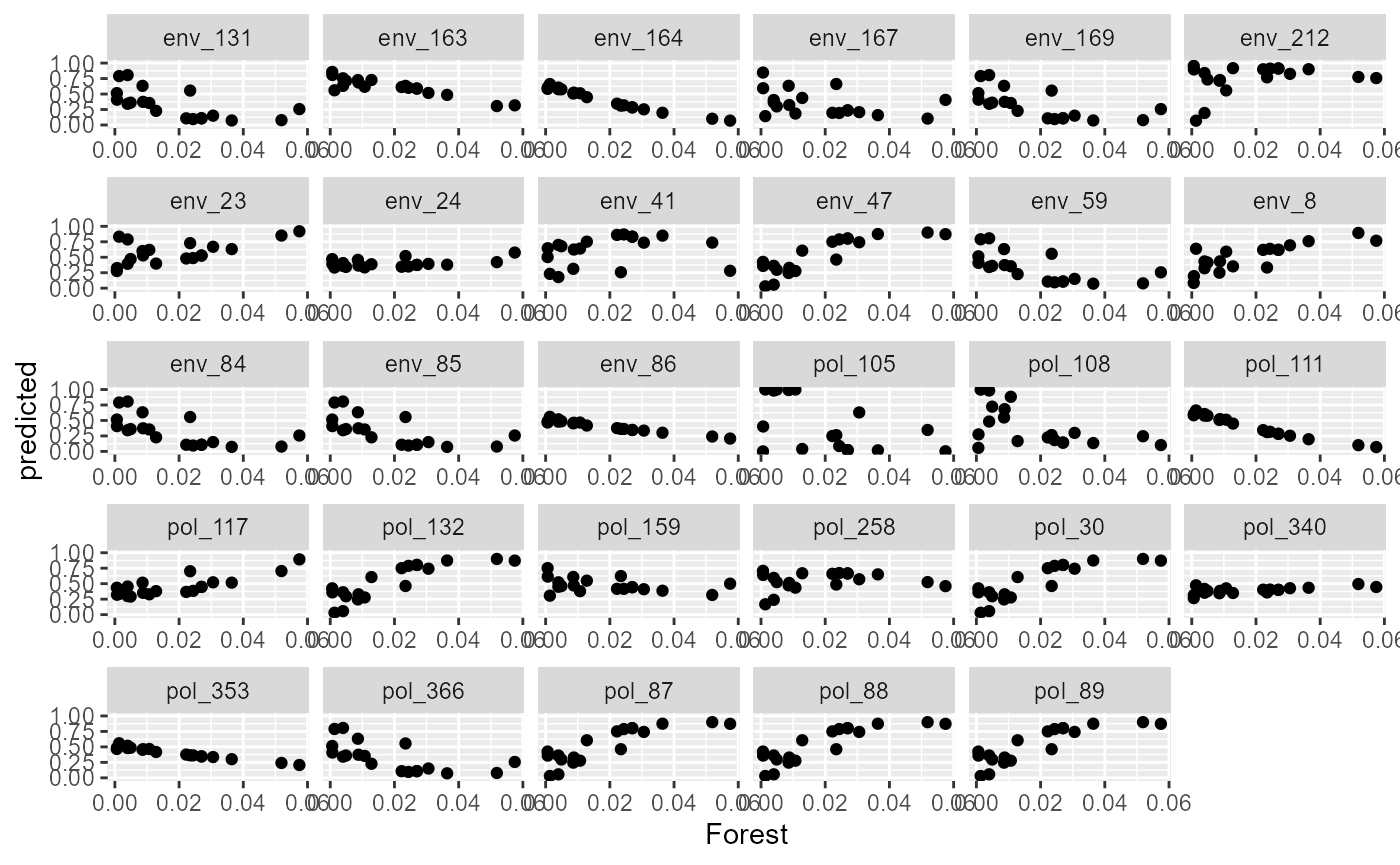 env_131 env_163 env_164 env_167 env_169 env_212
1.00
0.75
0.50
0.25
0.00
0.00 0.02 0.04 0.06 0.00 0.02 0.04 0.06 0.00 0.02 0.04 0.06 0.00 0.02 0.04 0.06 0.00 0.02 0.04 0.06 0.00 0.02 0.04 0.06
env_23 env_24 env_41 env_47 env_59 env_8
1.00
0.75
0.50
0.25
0.00
0.00 0.02 0.04 0.06 0.00 0.02 0.04 0.06 0.00 0.02 0.04 0.06 0.00 0.02 0.04 0.06 0.00 0.02 0.04 0.06 0.00 0.02 0.04 0.06
predicted
env_84 env_85 env_86 pol_105 pol_108 pol_111
1.00
0.75
0.50
0.25
0.00
0.00 0.02 0.04 0.06 0.00 0.02 0.04 0.06 0.00 0.02 0.04 0.06 0.00 0.02 0.04 0.06 0.00 0.02 0.04 0.06 0.00 0.02 0.04 0.06
pol_117 pol_132 pol_159 pol_258 pol_30 pol_340
1.00
0.75
0.50
0.25
0.00
0.00 0.02 0.04 0.06 0.00 0.02 0.04 0.06 0.00 0.02 0.04 0.06 0.00 0.02 0.04 0.06 0.00 0.02 0.04 0.06 0.00 0.02 0.04 0.06
pol_353 pol_366 pol_87 pol_88 pol_89
1.00
0.75
0.50
0.25
0.00
0.00 0.02 0.04 0.06 0.00 0.02 0.04 0.06 0.00 0.02 0.04 0.06 0.00 0.02 0.04 0.06 0.00 0.02 0.04 0.06
Forest